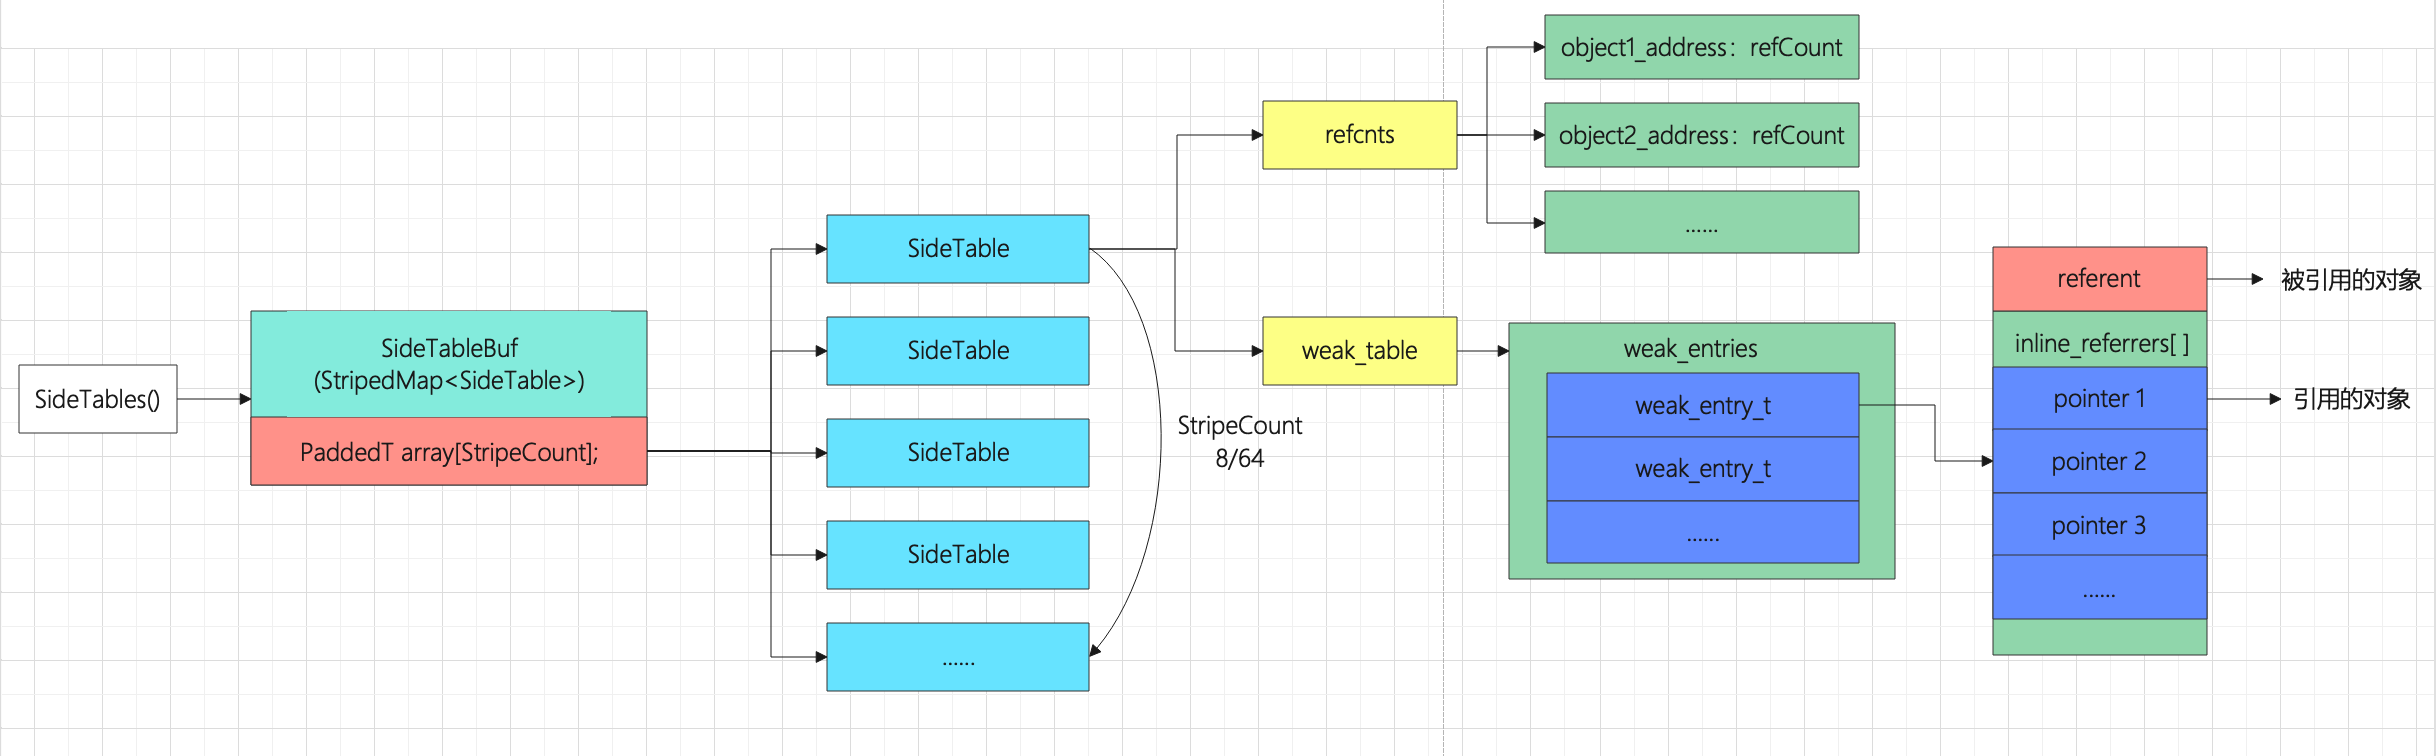 SideTables()
SideTableBuf
(StripedMap<SideTable>)
PaddedT array[StripeCount];
SideTable
SideTable
SideTable
SideTable
......
StripeCount
8/64
refcnts
weak_table
object1_address：refCount
object2_address：refCount
......
weak_entries
weak_entry_t
weak_entry_t
......
referent
被引用的对象
inline_referrers[ ]
pointer 1
引用的对象
pointer 2
pointer 3
......